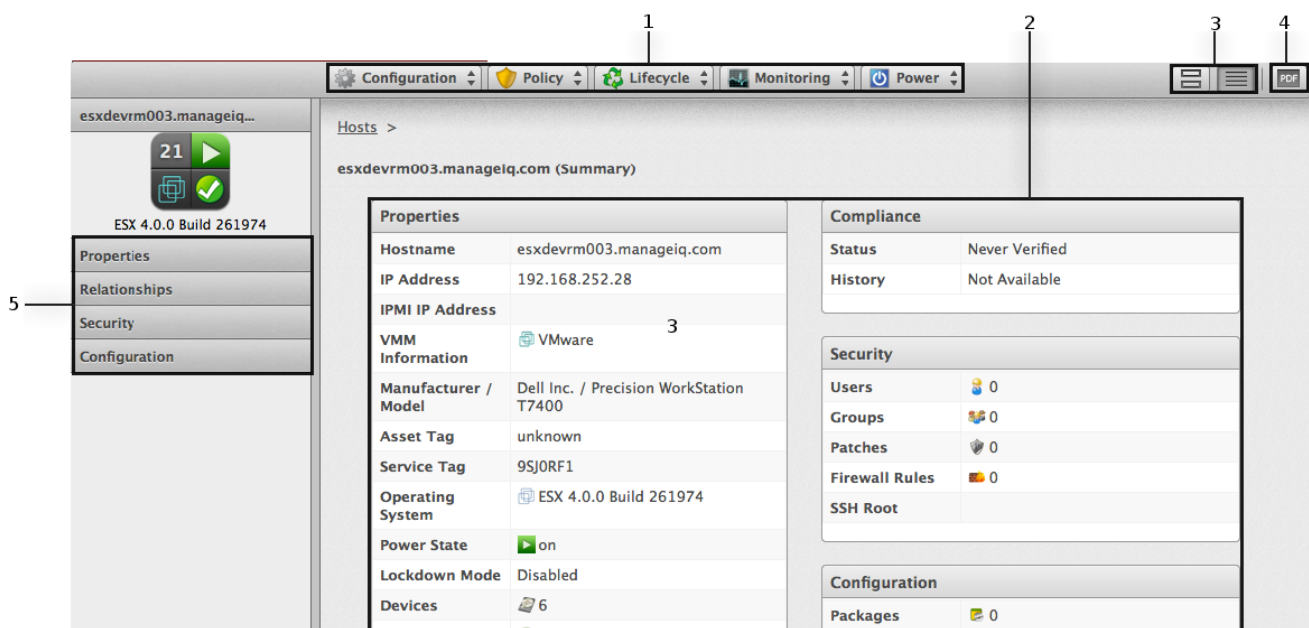 1
2
3
4
Configuration
Policy
Lifecycle
Monitoring
Power
PDF
esxdevrm003.manageiq...
21
ESX 4.0.0 Build 261974
5
Properties
Relationships
Security
Configuration
Hosts >
esxdevrm003.manageiq.com (Summary)
Properties
Hostname esxdevrm003.manageiq.com
IP Address 192.168.252.28
IPMI IP Address
3
VMM Information VMware
Manufacturer / Model Dell Inc. / Precision WorkStation T7400
Asset Tag unknown
Service Tag 9SJ0RF1
Operating System ESX 4.0.0 Build 261974
Power State on
Lockdown Mode Disabled
Devices 6
Compliance
Status Never Verified
History Not Available
Security
Users 0
Groups 0
Patches 0
Firewall Rules 0
SSH Root
Configuration
Packages 0